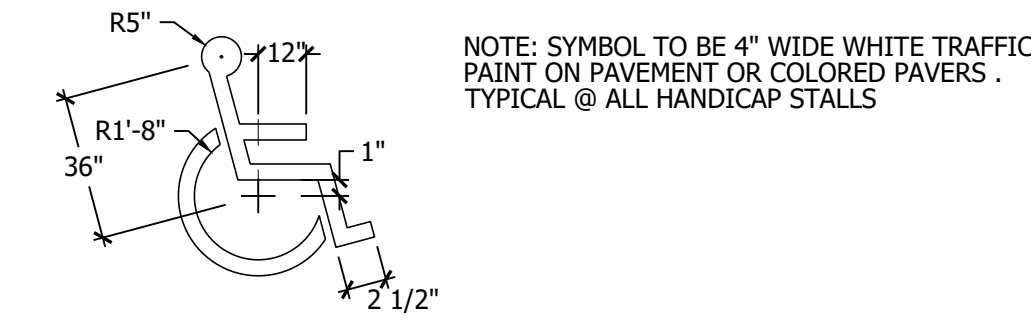 R5"
12"
NOTE: SYMBOL TO BE 4" WIDE WHITE TRAFFIC
PAINT ON PAVEMENT OR COLORED PAVERS .
TYPICAL @ ALL HANDICAP STALLS
R1'-8"
1"
36"
2 1/2"